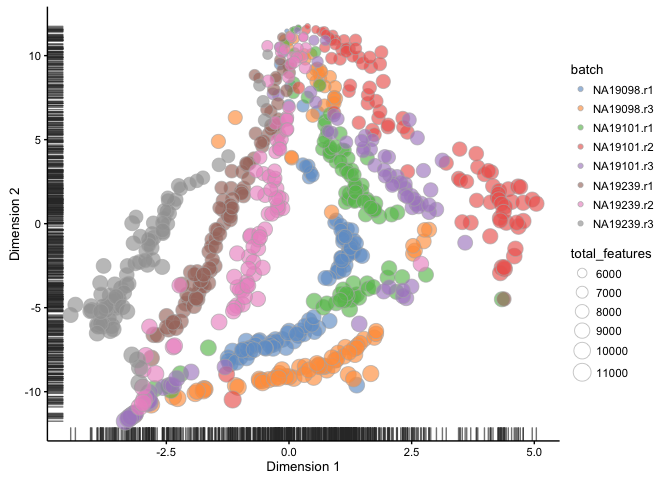 10
5
0
-5
-10
Dimension 2
-2.5
0.0
2.5
5.0
Dimension 1
batch
NA19098.r1
NA19098.r3
NA19101.r1
NA19101.r2
NA19101.r3
NA19239.r1
NA19239.r2
NA19239.r3
total_features
6000
7000
8000
9000
10000
11000